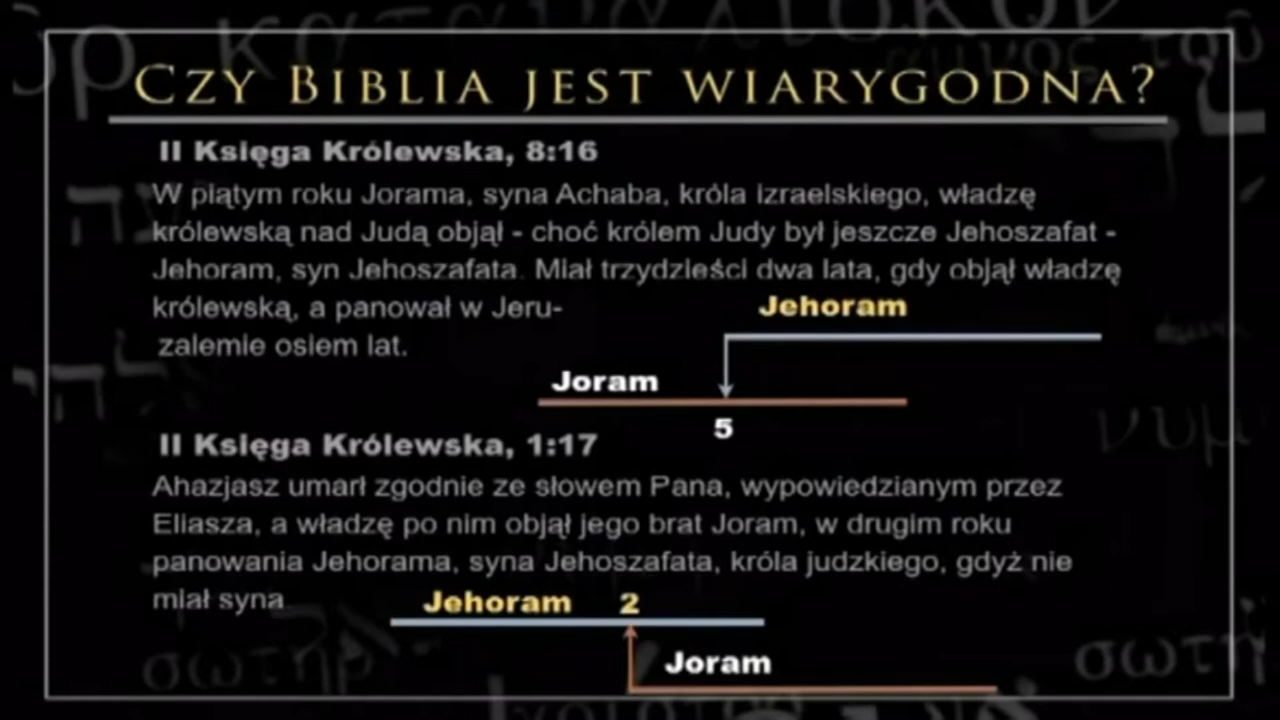 Czy Biblia jest wiarygodna?
II Księga Królewska, 8:16
W piątym roku Jorama, syna Achaba, króla izraelskiego, władzę
królewską nad Judą objął - choć królem Judy był jeszcze Jehoszafat -
Jehoram, syn Jehoszafata. Miał trzydzieści dwa lata, gdy objął władzę
królewską, a panował w Jeru-
zalemie osiem lat.
Jehoram
Joram
5
II Księga Królewska, 1:17
Ahazjasz umarł zgodnie ze słowem Pana, wypowiedzianym przez
Eliasza, a władzę po nim objął jego brat Joram, w drugim roku
panowania Jehorama, syna Jehoszafata, króla judzkiego, gdyż nie
miał syna
Jehoram 2
Joram